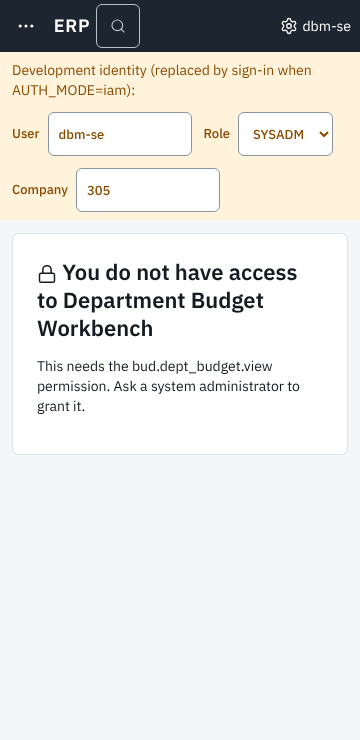 ERP
dbm-se
Development identity (replaced by sign-in when
AUTH_MODE=iam):
User
dbm-se
Role
SYSADM
Company
305
You do not have access
to Department Budget
Workbench
This needs the bud.dept_budget.view
permission. Ask a system administrator to
grant it.